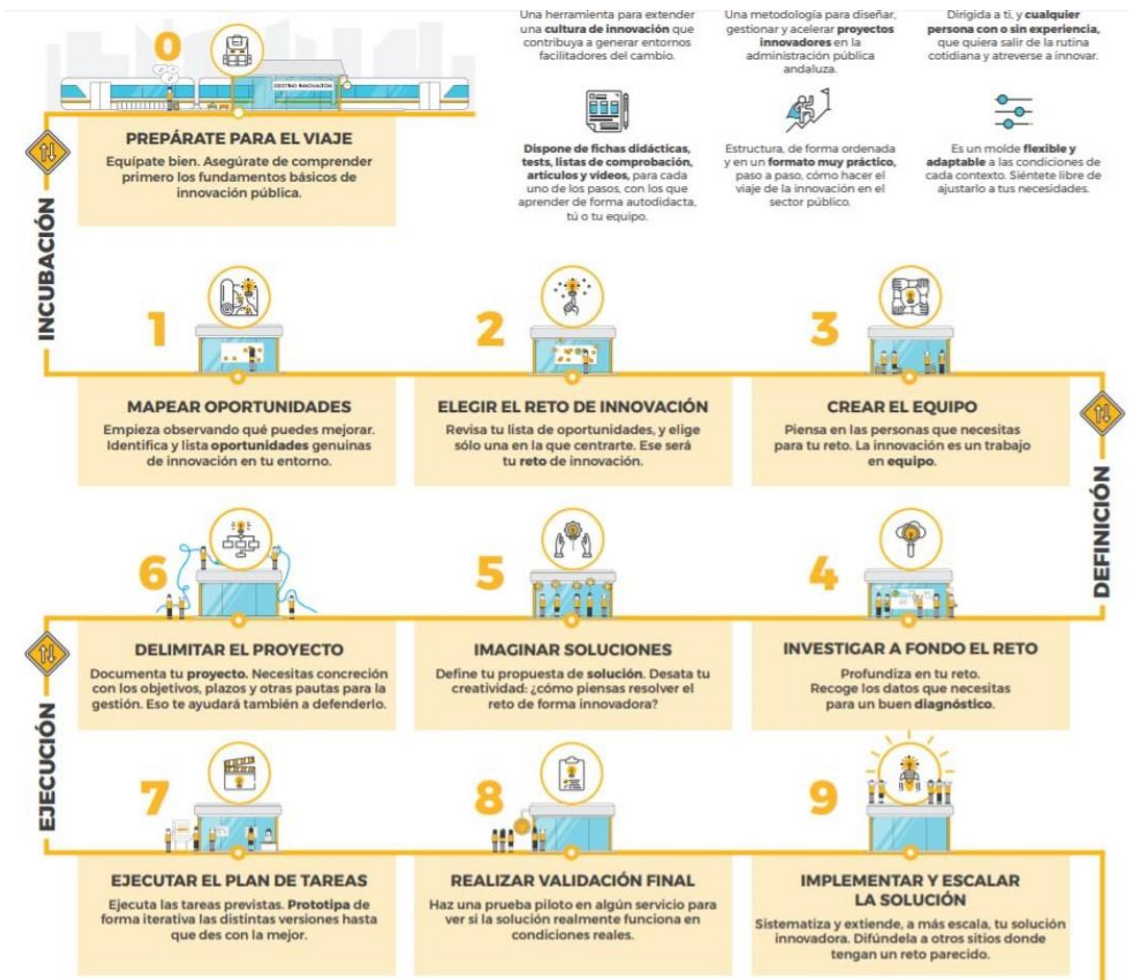 Una herramienta para extender
una cultura de innovación que
contribuya a generar entornos
facilitadores del cambio.
Una metodología para diseñar,
gestionar y acelerar proyectos
innovadores en la
administración pública
andaluza.
Dirigida a ti, y cualquier
persona con o sin experiencia,
que quiera salir de la rutina
cotidiana y atreverse a innovar.
Dispone de fichas didácticas,
tests, listas de comprobación,
artículos y vídeos, para cada
uno de los pasos, con los que
aprender de forma autodidacta,
tú o tu equipo.
Estructura, de forma ordenada
y en un formato muy práctico,
paso a paso, cómo hacer el
viaje de la innovación en el
sector público.
Es un molde flexible y
adaptable a las condiciones de
cada contexto. Siéntete libre de
ajustarlo a tus necesidades.
0
DESTINO INNOVACIÓN
PREPÁRATE PARA EL VIAJE
Equípate bien. Asegúrate de comprender
primero los fundamentos básicos de
innovación pública.
INCUBACIÓN
1
MAPEAR OPORTUNIDADES
Empieza observando qué puedes mejorar.
Identifica y lista oportunidades genuinas
de innovación en tu entorno.
2
ELEGIR EL RETO DE INNOVACIÓN
Revisa tu lista de oportunidades, y elige
sólo una en la que centrarte. Ese será
tu reto de innovación.
3
CREAR EL EQUIPO
Piensa en las personas que necesitas
para tu reto. La innovación es un trabajo
en equipo.
DEFINICIÓN
4
INVESTIGAR A FONDO EL RETO
Profundiza en tu reto.
Recoge los datos que necesitas
para un buen diagnóstico.
5
IMAGINAR SOLUCIONES
Define tu propuesta de solución. Desata tu
creatividad: ¿cómo piensas resolver el
reto de forma innovadora?
6
DELIMITAR EL PROYECTO
Documenta tu proyecto. Necesitas concreción
con los objetivos, plazos y otras pautas para la
gestión. Eso te ayudará también a defenderlo.
EJECUCIÓN
7
EJECUTAR EL PLAN DE TAREAS
Ejecuta las tareas previstas. Prototipa de
forma iterativa las distintas versiones hasta
que des con la mejor.
8
REALIZAR VALIDACIÓN FINAL
Haz una prueba piloto en algún servicio para
ver si la solución realmente funciona en
condiciones reales.
9
IMPLEMENTAR Y ESCALAR
LA SOLUCIÓN
Sistematiza y extiende, a más escala, tu solución
innovadora. Difúndela a otros sitios donde
tengan un reto parecido.